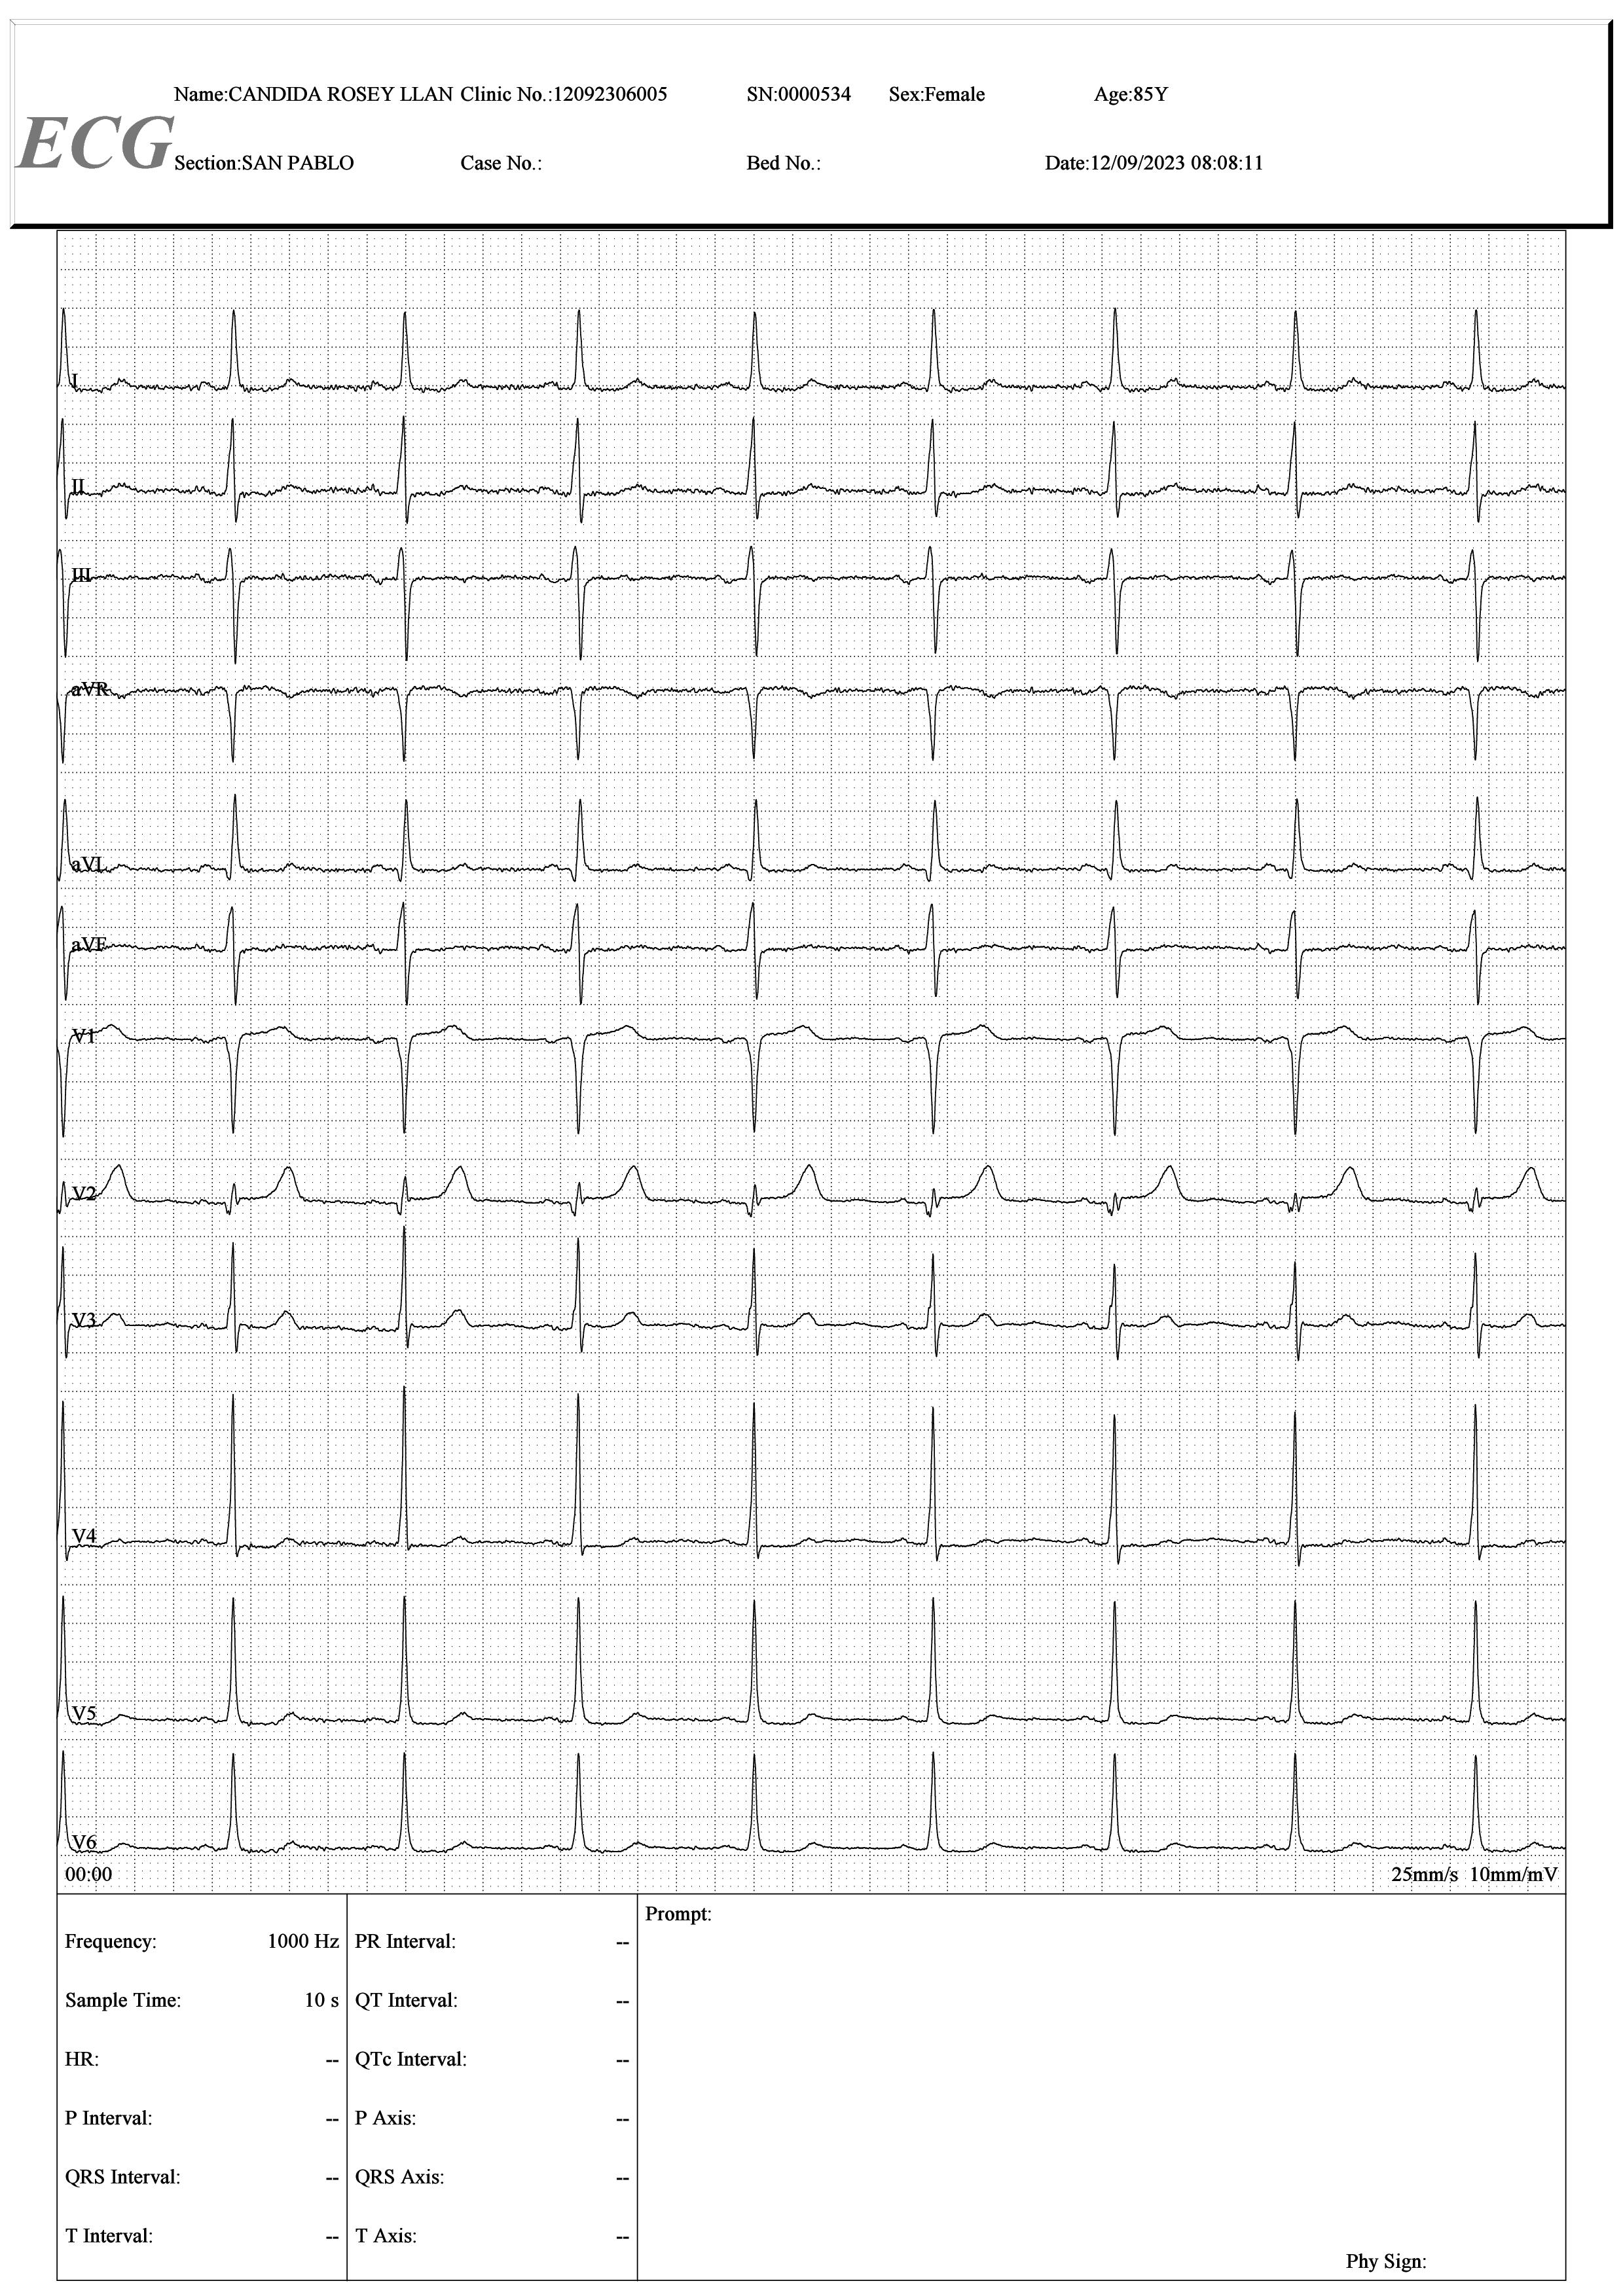 Name:CANDIDA ROSEY LLAN Clinic No.:12092306005 SN:0000534 Sex:Female Age:85Y
ECG
Section:SAN PABLO Case No.: Bed No.: Date:12/09/2023 08:08:11
I
II
III
aVR
aVL
aVF
V1
V2
V3
V4
V5
V6
00:00 25mm/s 10mm/mV
Prompt:
Frequency: 1000 Hz PR Interval: --
Sample Time: 10 s QT Interval: --
HR: -- QTc Interval: --
P Interval: -- P Axis: --
QRS Interval: -- QRS Axis: --
T Interval: -- T Axis: --
Phy Sign: